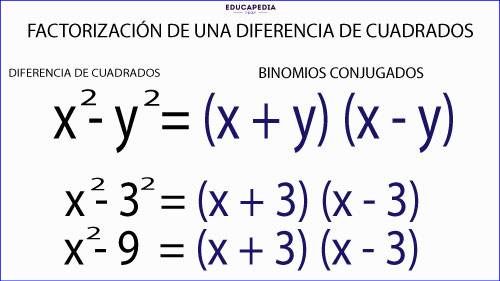 EDUCAPEDIA
FACTORIZACIÓN DE UNA DIFERENCIA DE CUADRADOS
DIFERENCIA DE CUADRADOS BINOMIOS CONJUGADOS
x² - y² = (x + y) (x - y)
x² - 3² = (x + 3) (x - 3)
x² - 9 = (x + 3) (x - 3)